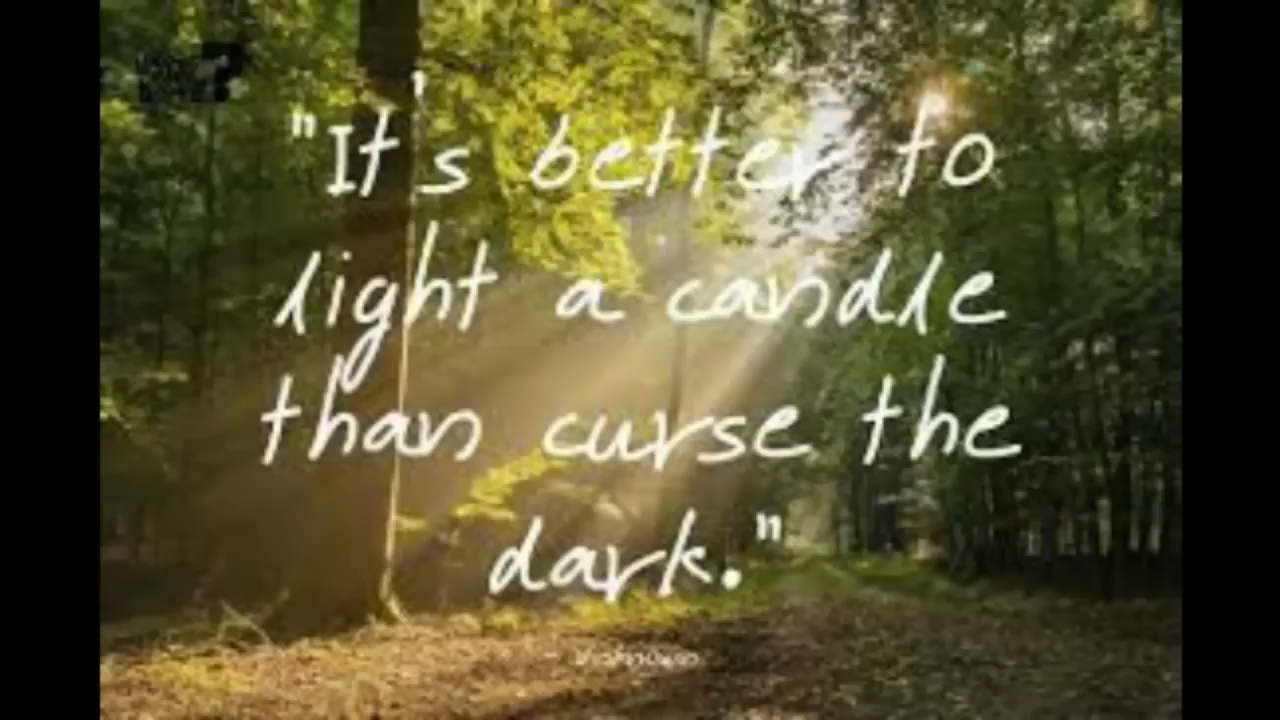 "It's better to
light a candle
than curse the
dark."